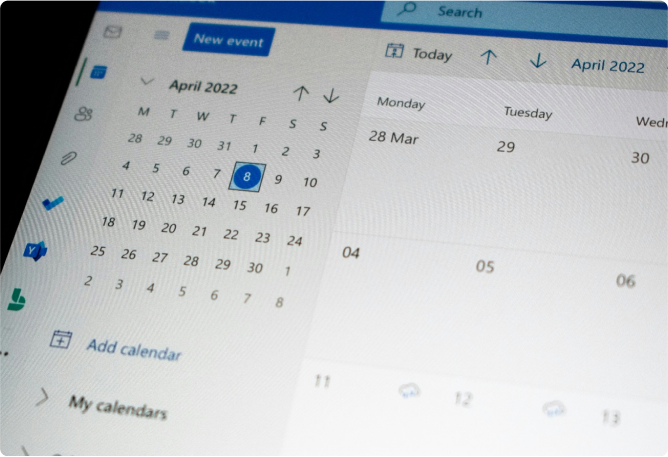 Search
New event
Today
April 2022
April 2022
M T W T F S S
28 29 30 31 1 2 3
4 5 6 7 8 9 10
11 12 13 14 15 16 17
18 19 20 21 22 23 24
25 26 27 28 29 30 1
2 3 4 5 6 7 8
Add calendar
My calendars
Monday Tuesday
28 Mar 29 30
04 05 06
11 12 13